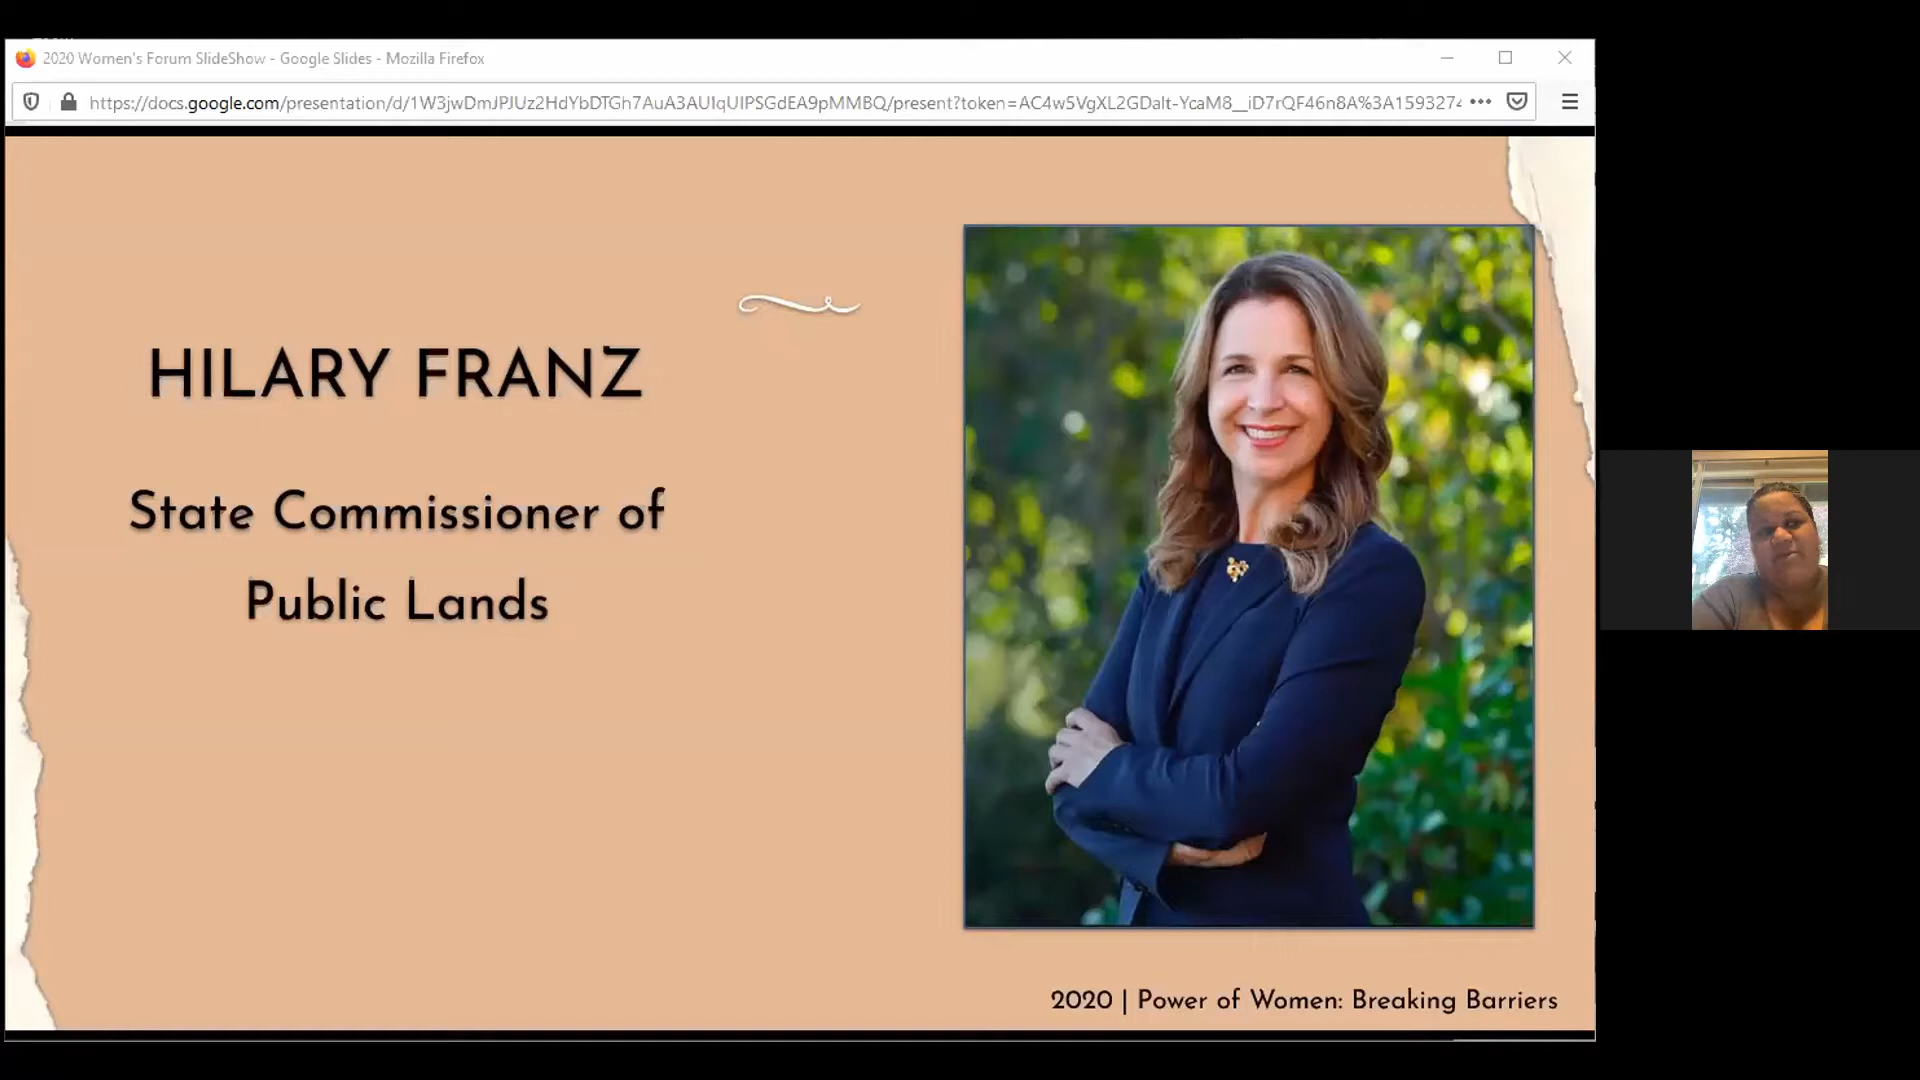 2020 Women's Forum SlideShow - Google Slides - Mozilla Firefox
https://docs.google.com/presentation/d/1W3jwDmJPJUz2HdYbDTGh7AuA3AUIqUIPSGdEA9pMMBQ/present?token=AC4w5VgXL2GDalt-YcaM8__iD7rQF46n8A%3A1593274
HILARY FRANZ
State Commissioner of
Public Lands
2020 | Power of Women: Breaking Barriers